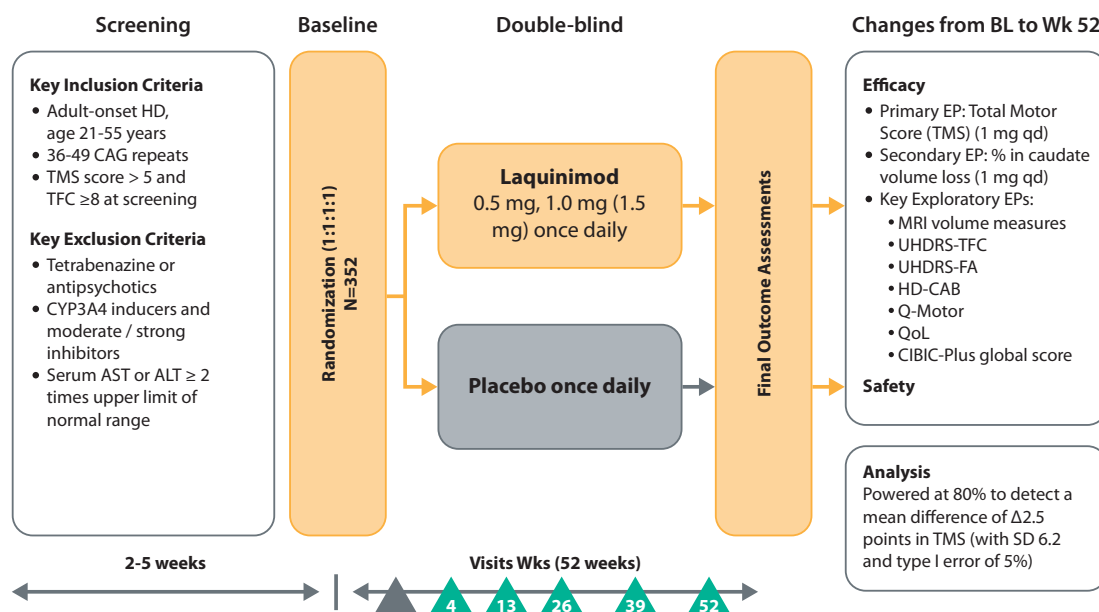 Screening
Baseline
Double-blind
Changes from BL to Wk 52
Key Inclusion Criteria
• Adult-onset HD,
age 21-55 years
• 36-49 CAG repeats
• TMS score > 5 and
TFC ≥8 at screening
Key Exclusion Criteria
• Tetrabenazine or
antipsychotics
• CYP3A4 inducers and
moderate / strong
inhibitors
• Serum AST or ALT ≥ 2
times upper limit of
normal range
Randomization (1:1:1:1)
N=352
Laquinimod
0.5 mg, 1.0 mg (1.5
mg) once daily
Placebo once daily
Final Outcome Assessments
Efficacy
• Primary EP: Total Motor
Score (TMS) (1 mg qd)
• Secondary EP: % in caudate
volume loss (1 mg qd)
• Key Exploratory EPs:
• MRI volume measures
• UHDRS-TFC
• UHDRS-FA
• HD-CAB
• Q-Motor
• QoL
• CIBIC-Plus global score
Safety
Analysis
Powered at 80% to detect a
mean difference of Δ2.5
points in TMS (with SD 6.2
and type I error of 5%)
2-5 weeks
Visits Wks (52 weeks)
4 13 26 39 52